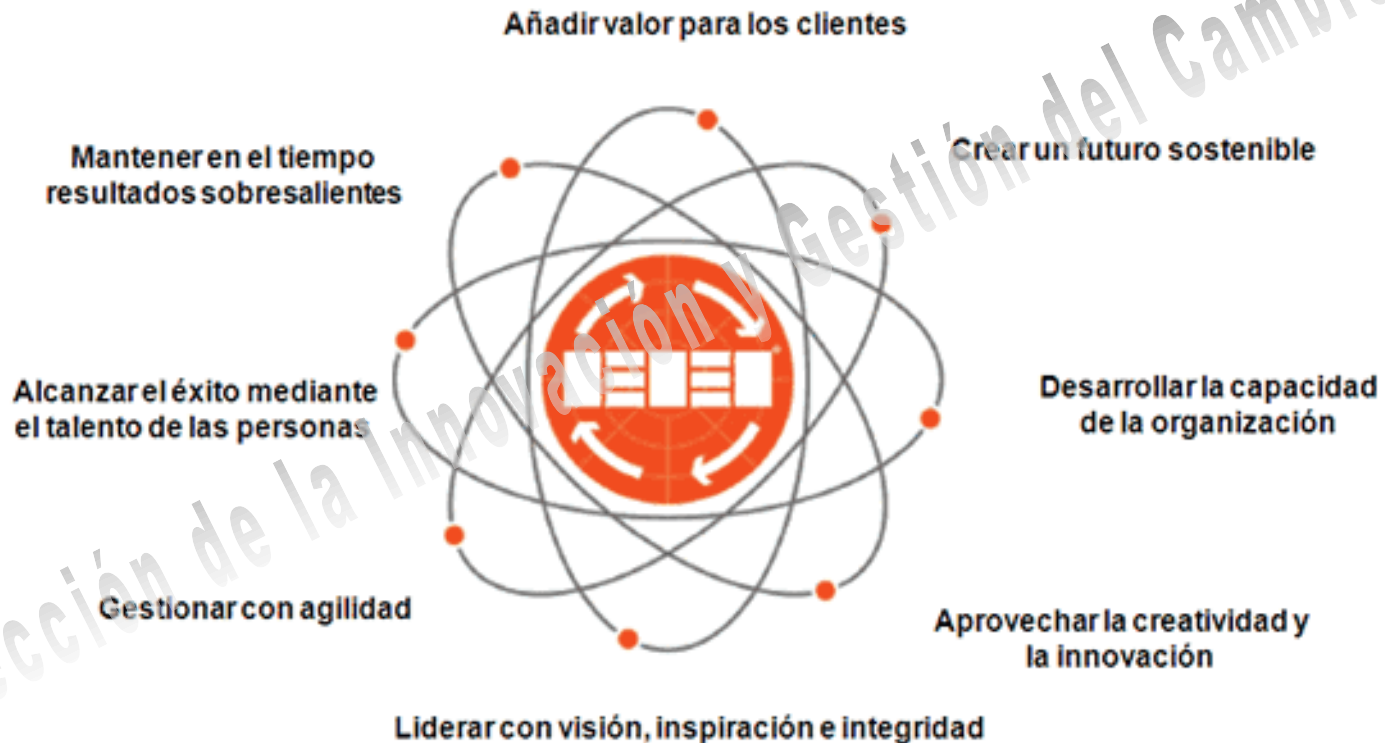 Añadir valor para los clientes
Crear un futuro sostenible
Mantener en el tiempo
resultados sobresalientes
Desarrollar la capacidad
de la organización
Alcanzar el éxito mediante
el talento de las personas
Gestionar con agilidad
Aprovechar la creatividad y
la innovación
Liderar con visión, inspiración e integridad
de la Innovación y Gestión del Cambio